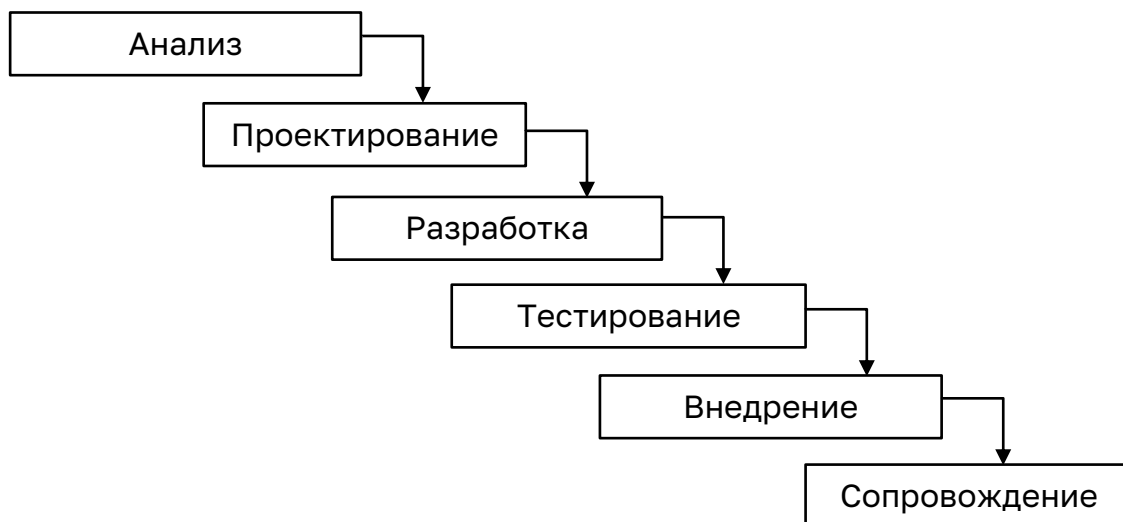 Анализ
Проектирование
Разработка
Тестирование
Внедрение
Сопровождение